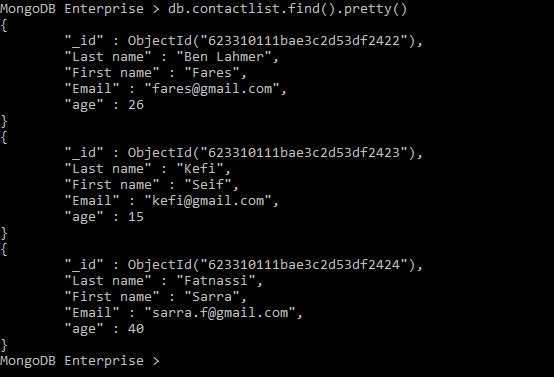 MongoDB Enterprise > db.contactlist.find().pretty()
{
        "_id" : ObjectId("623310111bae3c2d53df2422"),
        "Last name" : "Ben Lahmer",
        "First name" : "Fares",
        "Email" : "fares@gmail.com",
        "age" : 26
}
{
        "_id" : ObjectId("623310111bae3c2d53df2423"),
        "Last name" : "Kefi",
        "First name" : "Seif",
        "Email" : "kefi@gmail.com",
        "age" : 15
}
{
        "_id" : ObjectId("623310111bae3c2d53df2424"),
        "Last name" : "Fatnassi",
        "First name" : "Sarra",
        "Email" : "sarra.f@gmail.com",
        "age" : 40
}
MongoDB Enterprise >